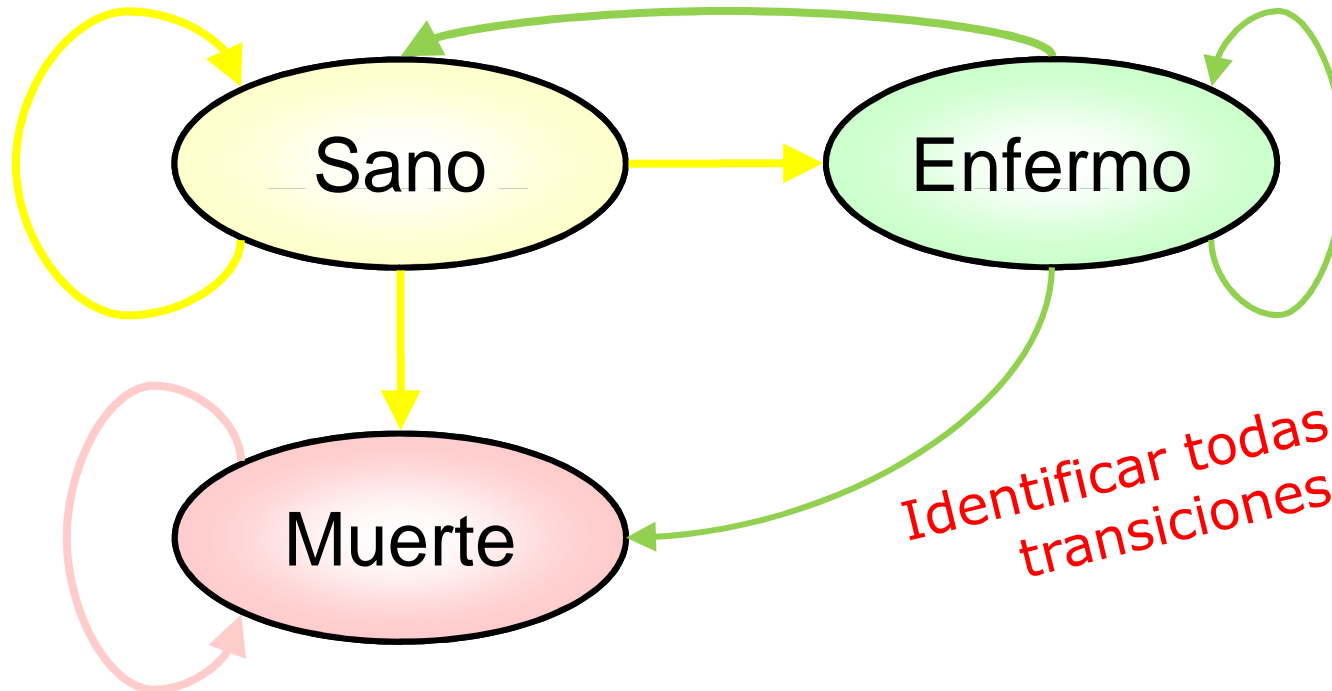 Sano
Enfermo
Muerte
Identificar todas
transiciones